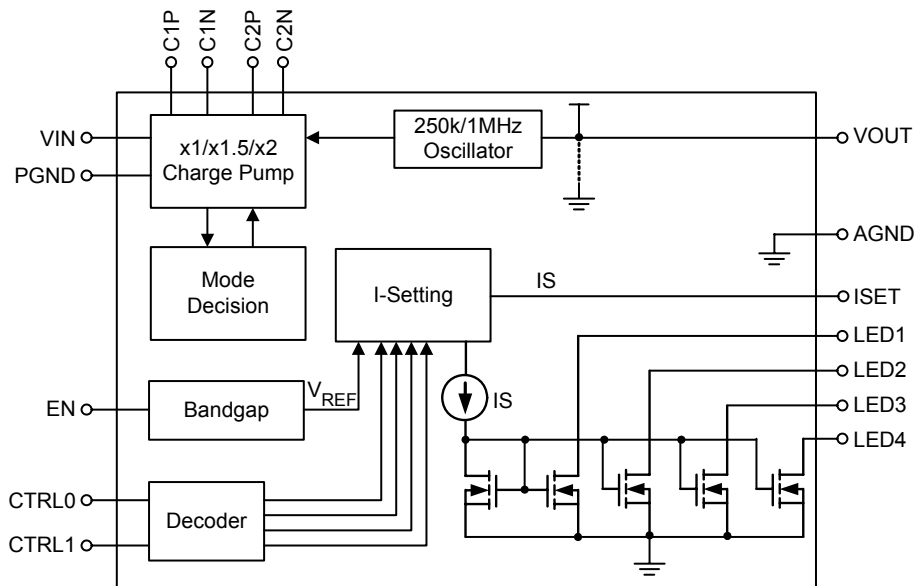 C1P
C1N
C2P
C2N
VIN
PGND
x1/x1.5/x2
Charge Pump
250k/1MHz
Oscillator
VOUT
AGND
Mode
Decision
I-Setting
IS
ISET
LED1
LED2
LED3
LED4
EN
Bandgap
VREF
IS
CTRL0
CTRL1
Decoder